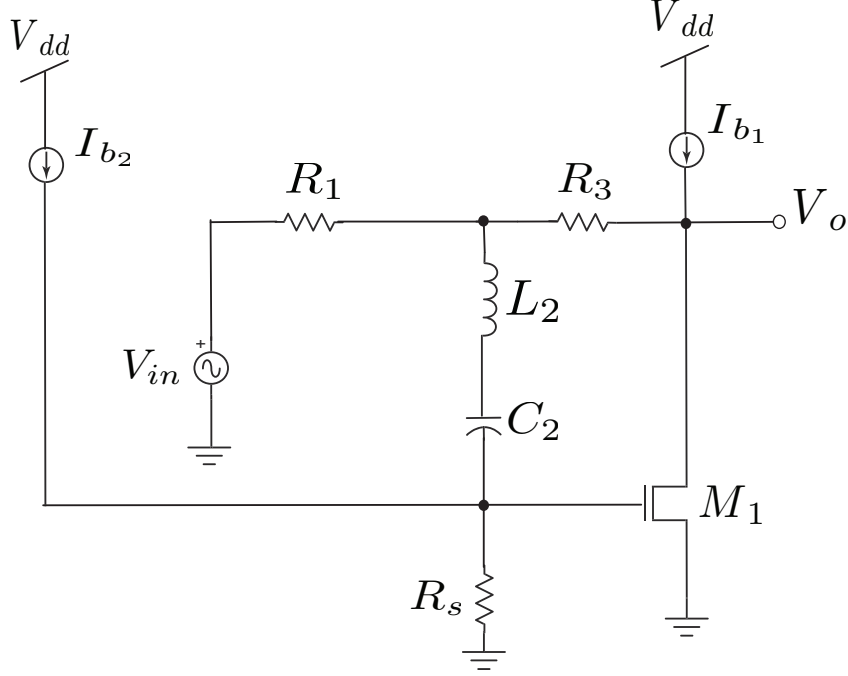 V_dd
V_dd
I_b1
I_b2
R_1
R_3
V_o
L_2
+
V_in
C_2
M_1
R_s